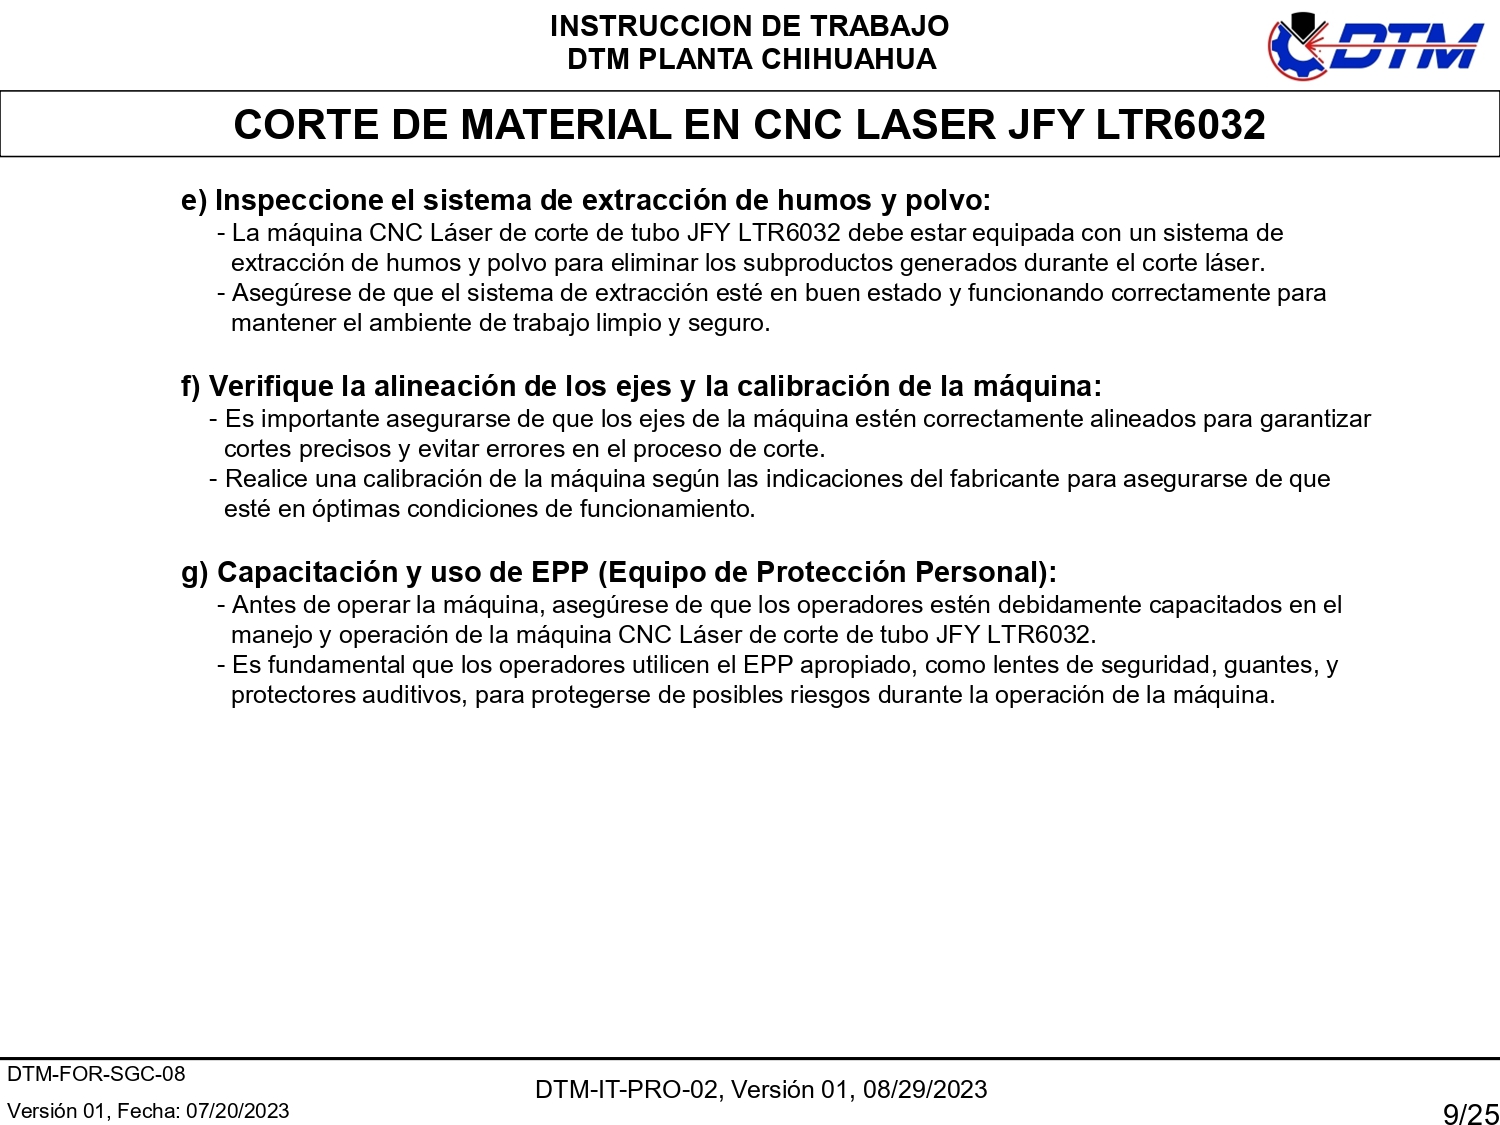 INSTRUCCION DE TRABAJO
DTM PLANTA CHIHUAHUA
DTM
CORTE DE MATERIAL EN CNC LASER JFY LTR6032
e) Inspeccione el sistema de extracción de humos y polvo:
- La máquina CNC Láser de corte de tubo JFY LTR6032 debe estar equipada con un sistema de
extracción de humos y polvo para eliminar los subproductos generados durante el corte láser.
- Asegúrese de que el sistema de extracción esté en buen estado y funcionando correctamente para
mantener el ambiente de trabajo limpio y seguro.
f) Verifique la alineación de los ejes y la calibración de la máquina:
- Es importante asegurarse de que los ejes de la máquina estén correctamente alineados para garantizar
cortes precisos y evitar errores en el proceso de corte.
- Realice una calibración de la máquina según las indicaciones del fabricante para asegurarse de que
esté en óptimas condiciones de funcionamiento.
g) Capacitación y uso de EPP (Equipo de Protección Personal):
- Antes de operar la máquina, asegúrese de que los operadores estén debidamente capacitados en el
manejo y operación de la máquina CNC Láser de corte de tubo JFY LTR6032.
- Es fundamental que los operadores utilicen el EPP apropiado, como lentes de seguridad, guantes, y
protectores auditivos, para protegerse de posibles riesgos durante la operación de la máquina.
DTM-FOR-SGC-08
Versión 01, Fecha: 07/20/2023
DTM-IT-PRO-02, Versión 01, 08/29/2023
9/25